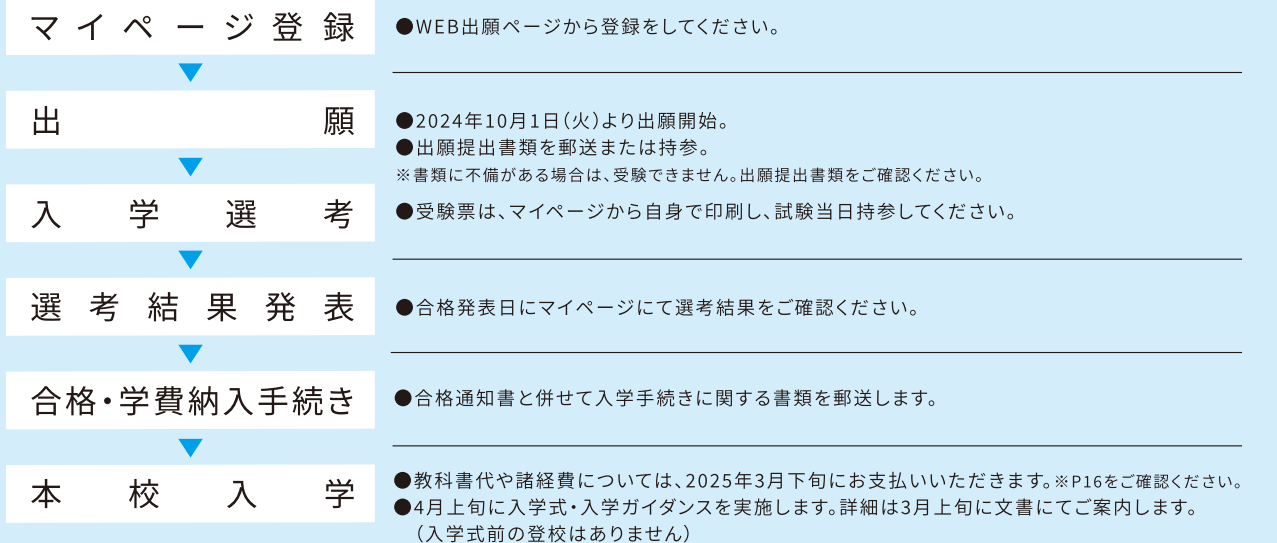 マイページ登録
●WEB出願ページから登録をしてください。
出願
●2024年10月1日(火)より出願開始。
●出願提出書類を郵送または持参。
※書類に不備がある場合は、受験できません。出願提出書類をご確認ください。
入学選考
●受験票は、マイページから自身で印刷し、試験当日持参してください。
選考結果発表
●合格発表日にマイページにて選考結果をご確認ください。
合格・学費納入手続き
●合格通知書と併せて入学手続きに関する書類を郵送します。
本校入学
●教科書代や諸経費については、2025年3月下旬にお支払いいただきます。※P16をご確認ください。
●4月上旬に入学式・入学ガイダンスを実施します。詳細は3月上旬に文書にてご案内します。
(入学式前の登校はありません)